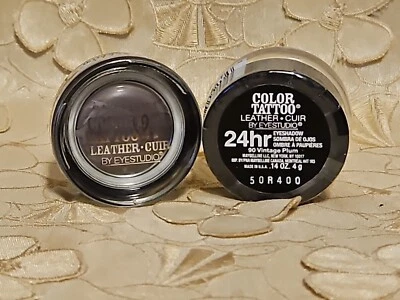 LEATHER • CUIR
BY EYESTUDIO®
COLOR
TATTOO®
LEATHER • CUIR
BY EYESTUDIO®
24hr EYESHADOW
SOMBRA DE OJOS
OMBRE À PAUPIÈRES
90 Vintage Plum
MAYBELLINE LLC, NEW YORK, NY 10017
MADE IN U.S.A. .14 OZ. 4 g
50R400